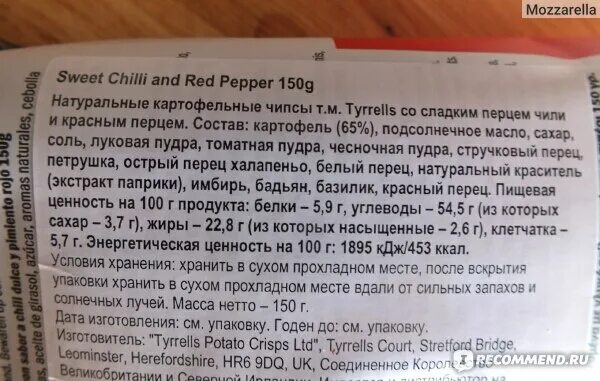 Mozzarella
Sweet Chilli and Red Pepper 150g
Натуральные картофельные чипсы т.м. Tyrrells со сладким перцем чили
и красным перцем. Состав: картофель (65%), подсолнечное масло, сахар,
соль, луковая пудра, томатная пудра, чесночная пудра, стручковый перец,
петрушка, острый перец халапеньо, белый перец, натуральный краситель
(экстракт паприки), имбирь, бадьян, базилик, красный перец. Пищевая
ценность на 100 г продукта: белки – 5,9 г, углеводы – 54,5 г (из которых
сахар – 3,7 г), жиры – 22,8 г (из которых насыщенные – 2,6 г), клетчатка –
5,7 г. Энергетическая ценность на 100 г: 1895 кДж/453 ккал.
Условия хранения: хранить в сухом прохладном месте, после вскрытия
упаковки хранить в сухом прохладном месте вдали от сильных запахов и
солнечных лучей. Масса нетто – 150 г.
Дата изготовления: см. упаковку. Годен до: см. упаковку.
Изготовитель: "Tyrrells Potato Crisps Ltd", Tyrrells Court, Stretford Bridge,
Leominster, Herefordshire, HR6 9DQ, UK, Соединенное Королевство
Великобритании и Северной Ирландии.
sabor a chili dulce y pimiento rojo 150g
aceite de girasol, azúcar, aromas naturales, cebolla
RECOMMEND.RU